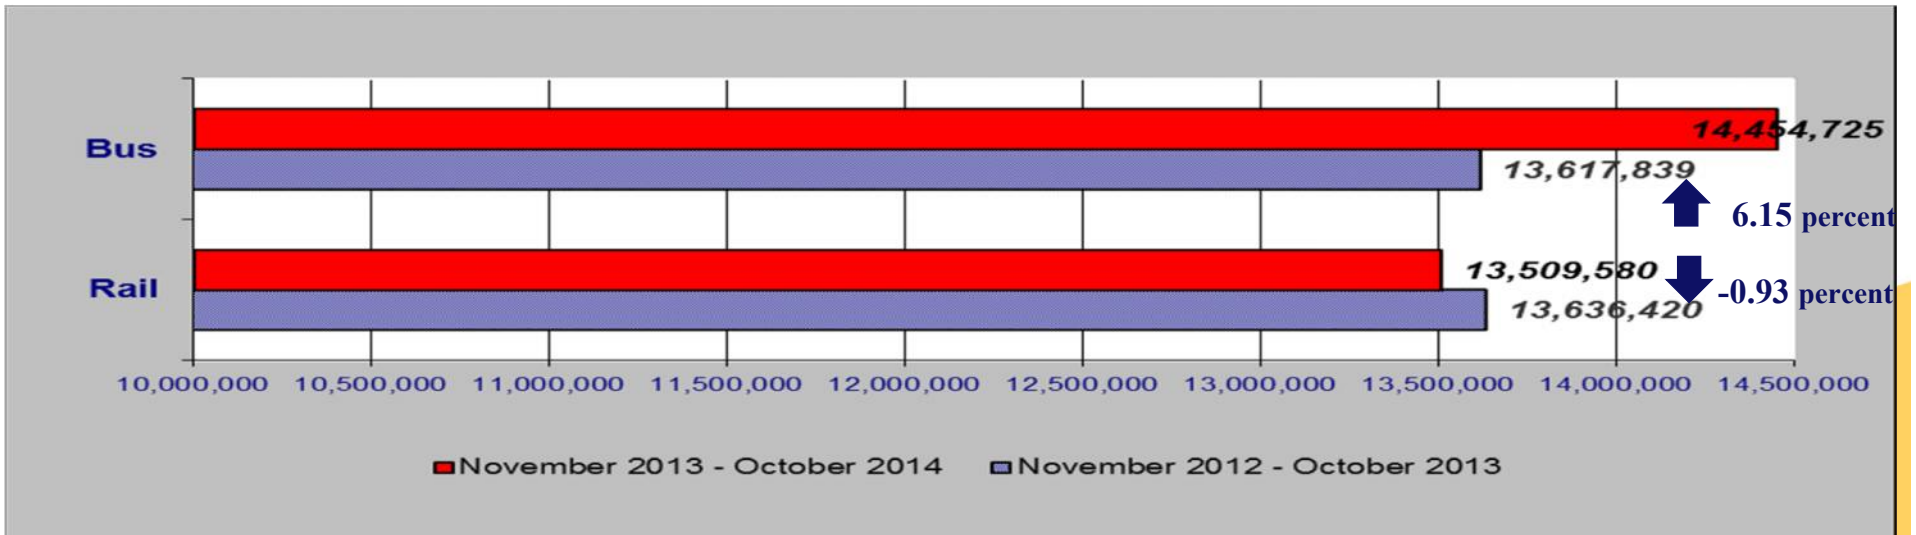 Bus
14,454,725
13,617,839
6.15 percent
Rail
13,509,580
-0.93 percent
13,636,420
10,000,000 10,500,000 11,000,000 11,500,000 12,000,000 12,500,000 13,000,000 13,500,000 14,000,000 14,500,000
November 2013 - October 2014 November 2012 - October 2013